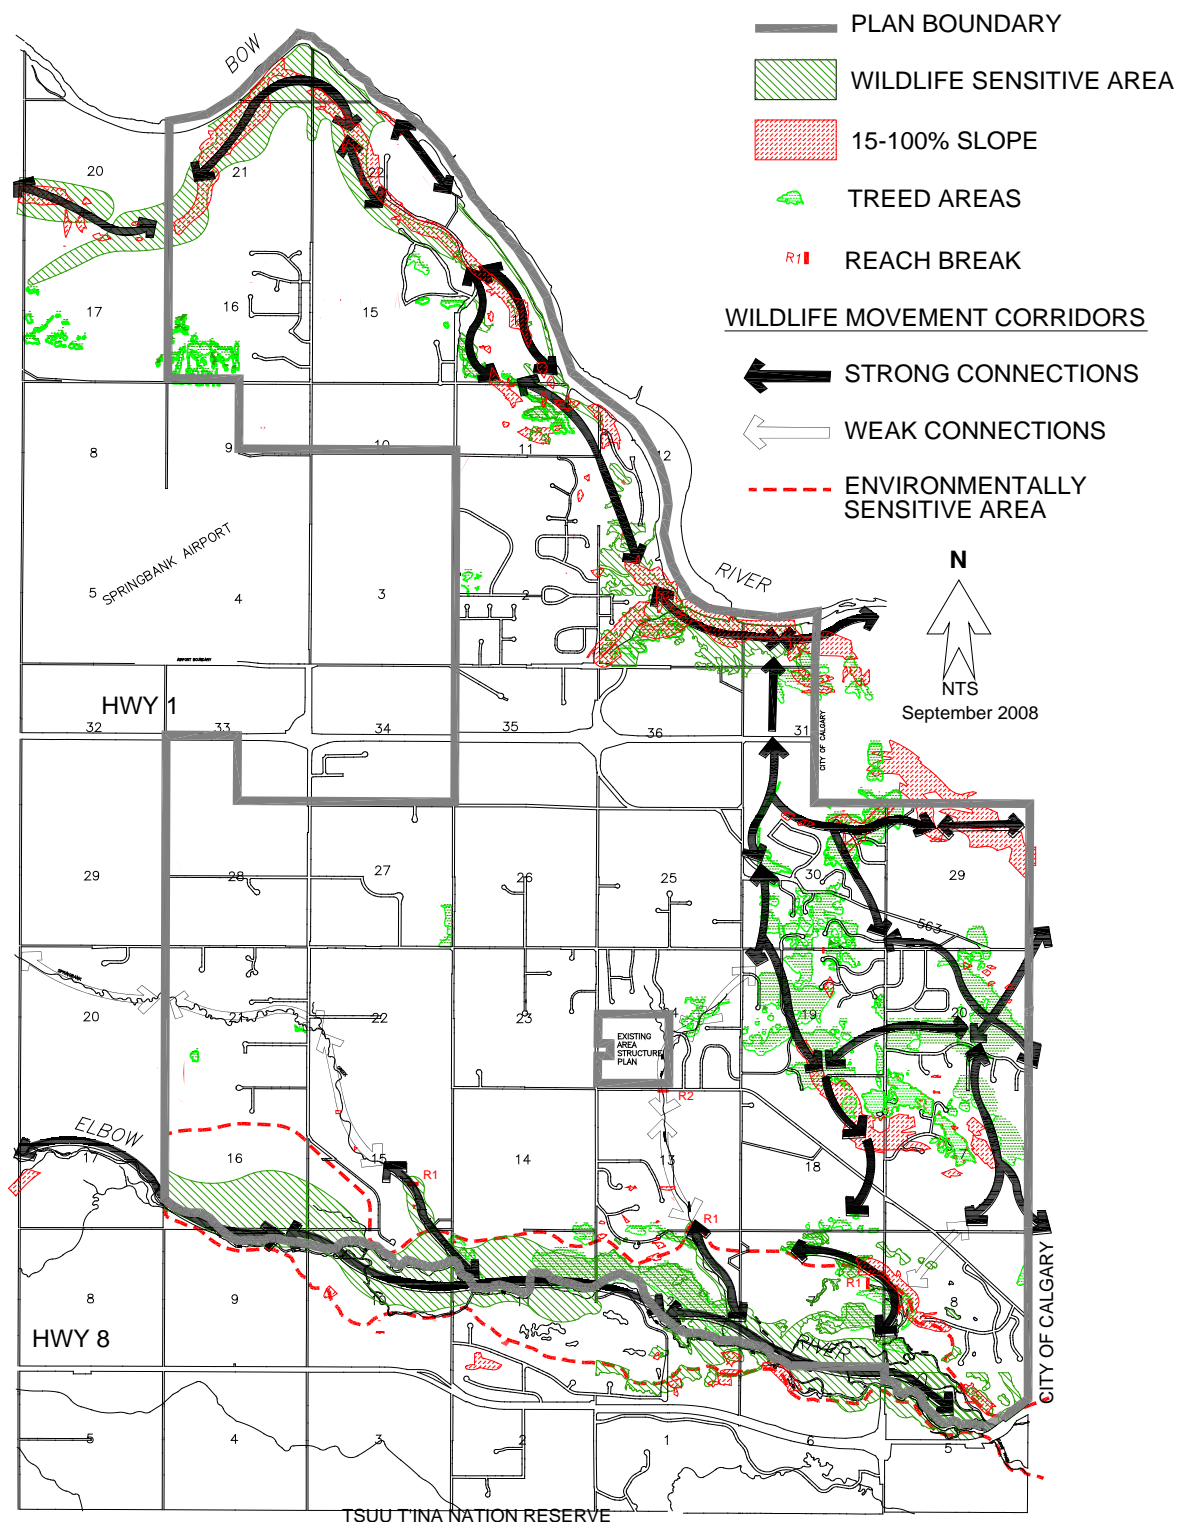 PLAN BOUNDARY
WILDLIFE SENSITIVE AREA
15-100% SLOPE
TREED AREAS
R1
REACH BREAK
WILDLIFE MOVEMENT CORRIDORS
STRONG CONNECTIONS
WEAK CONNECTIONS
ENVIRONMENTALLY
SENSITIVE AREA
N
NTS
September 2008
BOW
20
21
22
17
16
15
8
9
10
11
12
SPRINGBANK AIRPORT
5
4
3
2
RIVER
AIRPORT BOUNDARY
HWY 1
32
33
34
35
36
31
CITY OF CALGARY
29
28
27
26
25
30
29
563
20
21
22
23
19
20
EXISTING
AREA
STRUCTURE
PLAN
R2
ELBOW
17
16
15
R1
14
13
18
R1
R1
8
9
8
HWY 8
RIVER
CITY OF CALGARY
5
4
3
2
1
6
5
TSUU T'INA NATION RESERVE